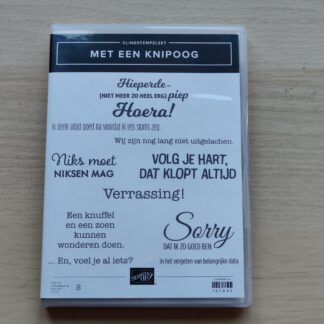 CLINGSTEMPELSET
MET EEN KNIPOOG
Hieperde-
(NIET MEER ZO HEEL ERG) piep
Hoera!
Ik denk altijd goed na voordat ik iets stoms zeg.
Wij zijn nog lang niet uitgelachen.
Niks moet
NIKSEN MAG
VOLG JE HART,
DAT KLOPT ALTIJD
Verrassing!
Een knuffel
en een zoen
kunnen
wonderen doen.
Sorry
DAT IK ZO GOED BEN
... En, voel je al iets?
in het vergeten van belangrijke data
STAMPIN' UP!
8